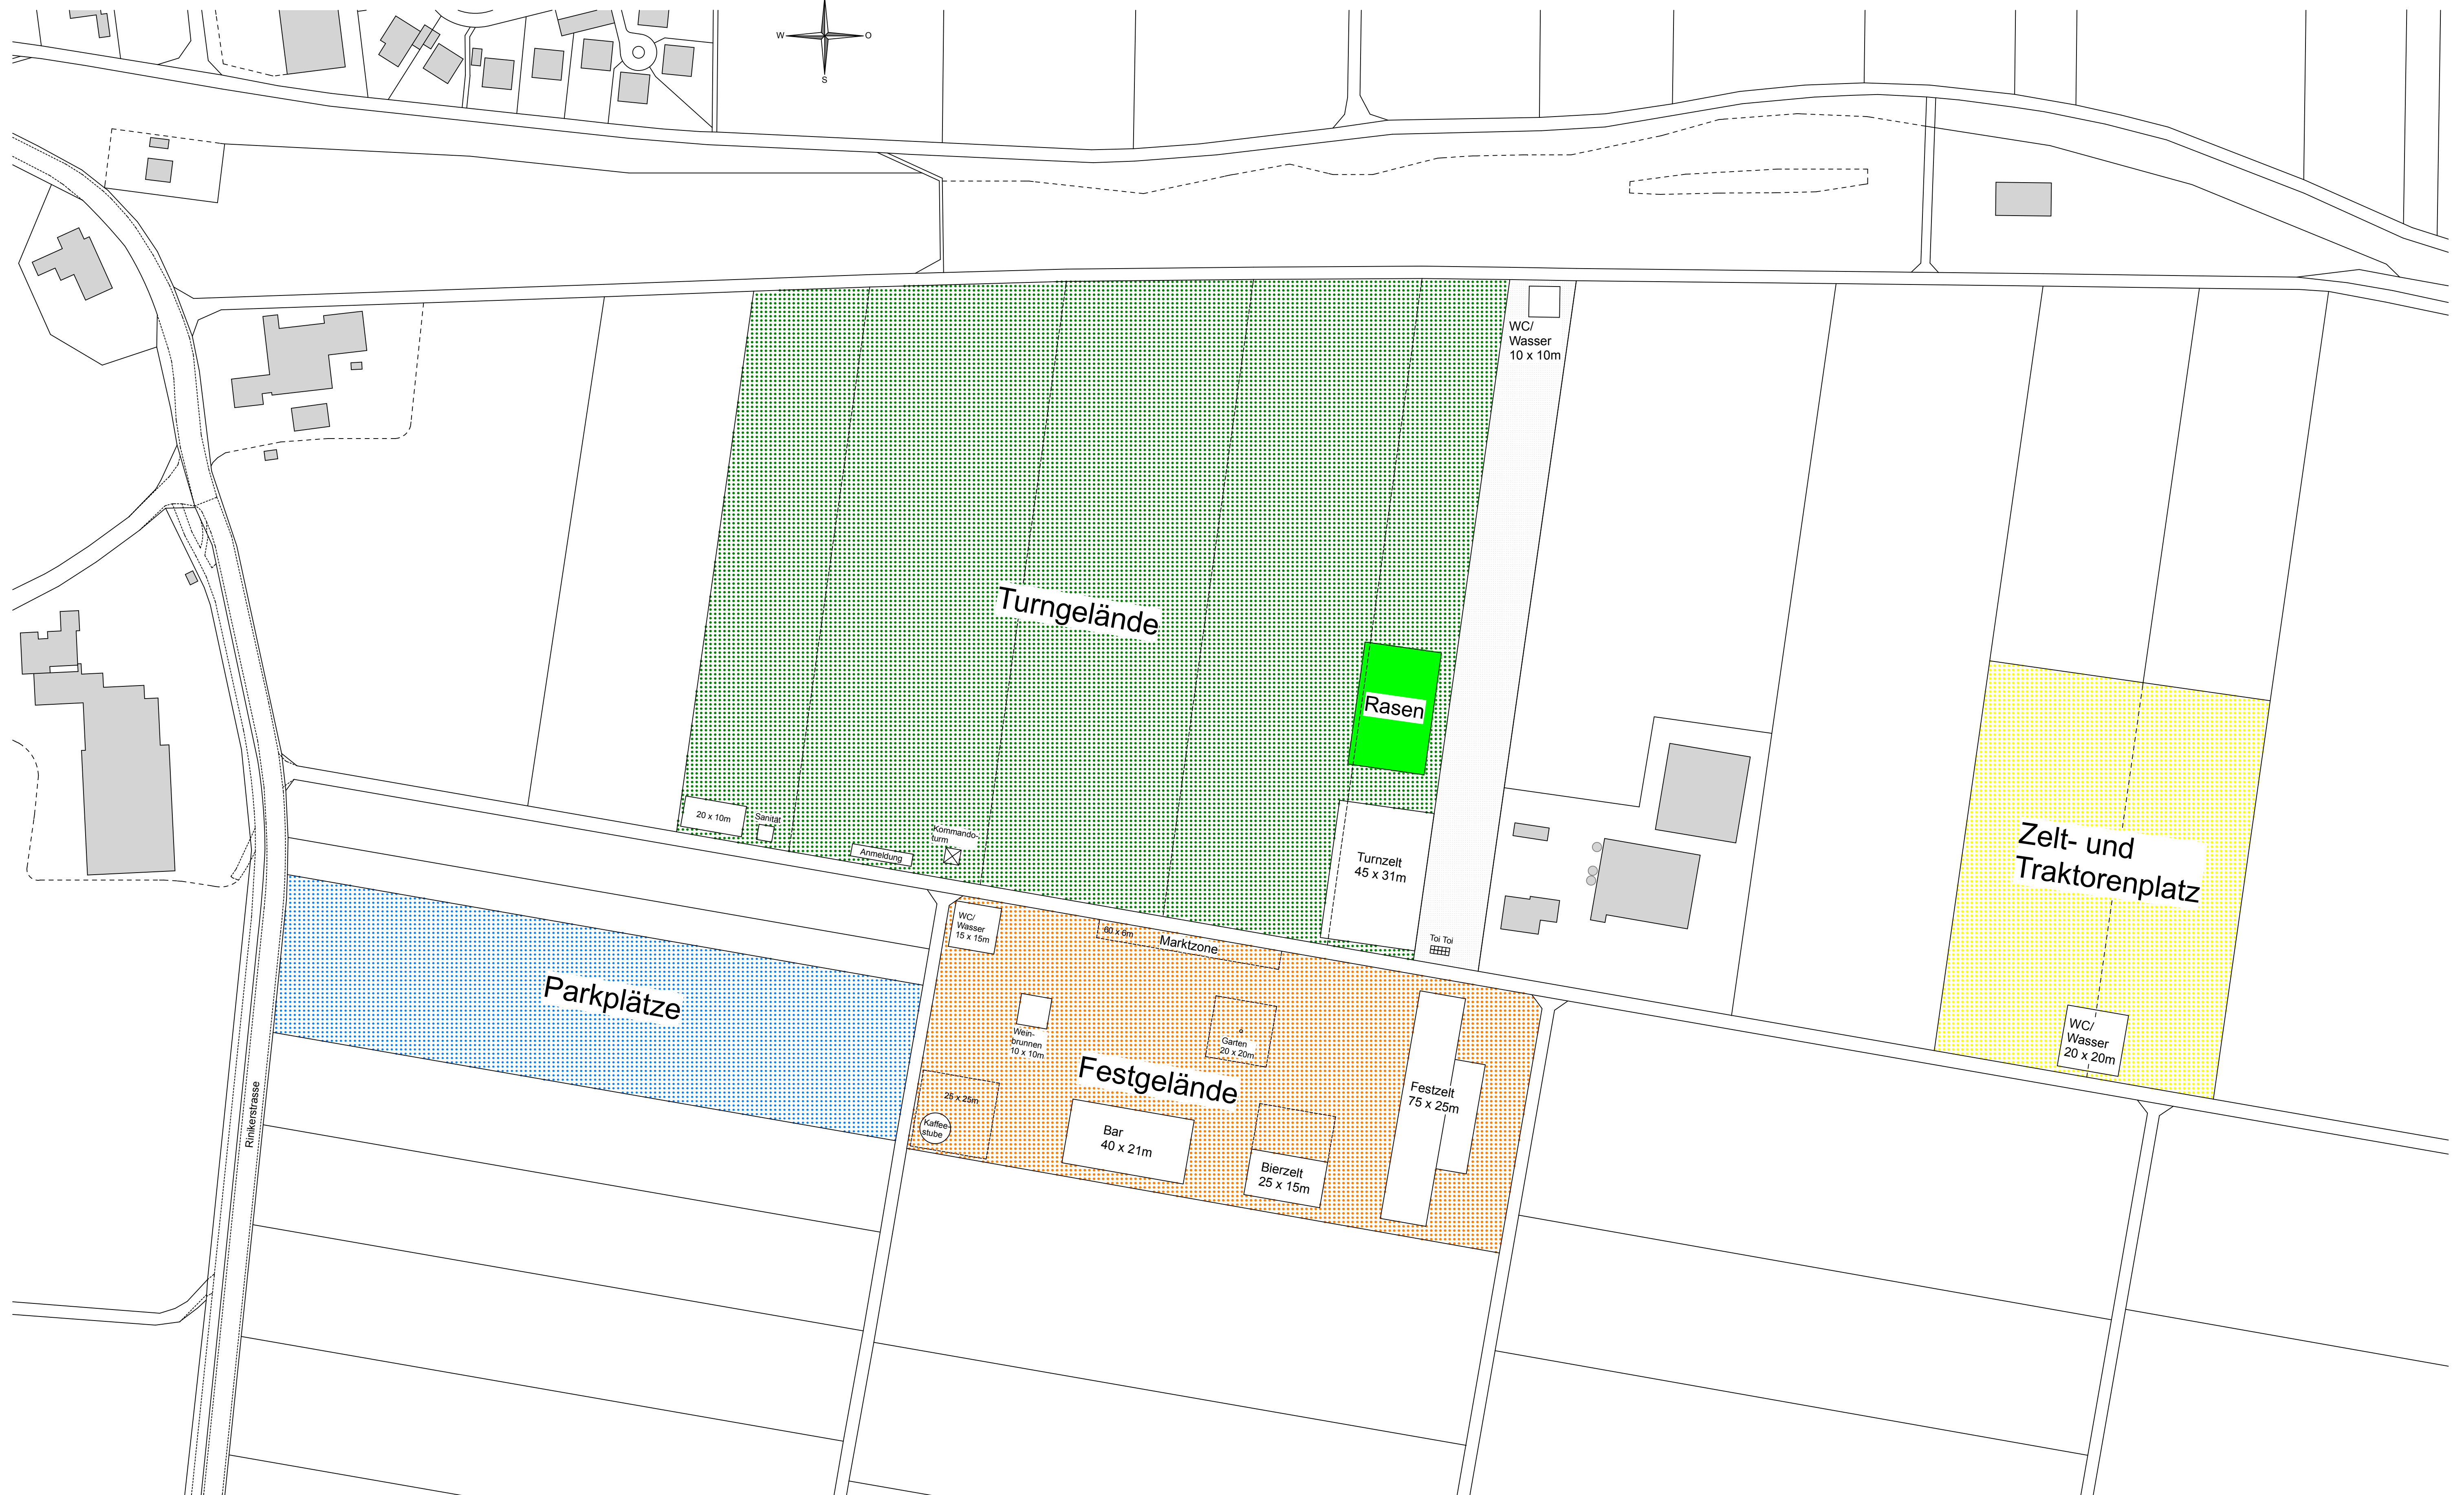 W
O
S
WC/
Wasser
10 x 10m
Turngelände
Rasen
20 x 10m
Sanität
Anmeldung
Kommando-
turm
Turnzelt
45 x 31m
Toi Toi
Zelt- und
Traktorenplatz
WC/
Wasser
20 x 20m
Parkplätze
Rinikerstrasse
WC/
Wasser
15 x 15m
60 x 6m
Marktzone
Wein-
brunnen
10 x 10m
Garten
20 x 20m
Festgelände
25 x 25m
Kaffee-
stube
Bar
40 x 21m
Bierzelt
25 x 15m
Festzelt
75 x 25m